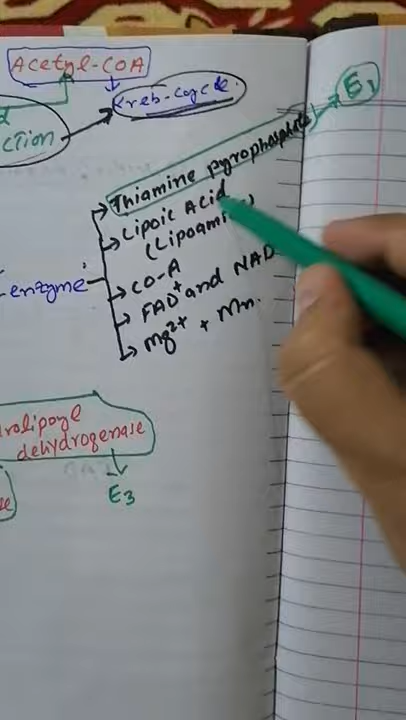 Acetyl-COA
Kreb-Cycle.
ction
E1
Thiamine pyrophosphate
Lipoic Acid
(Lipoami
enzyme
CO-A
FAD+ and NAD
Mg2+ + Mn.
rolipoyl
dehydrogenase
E3